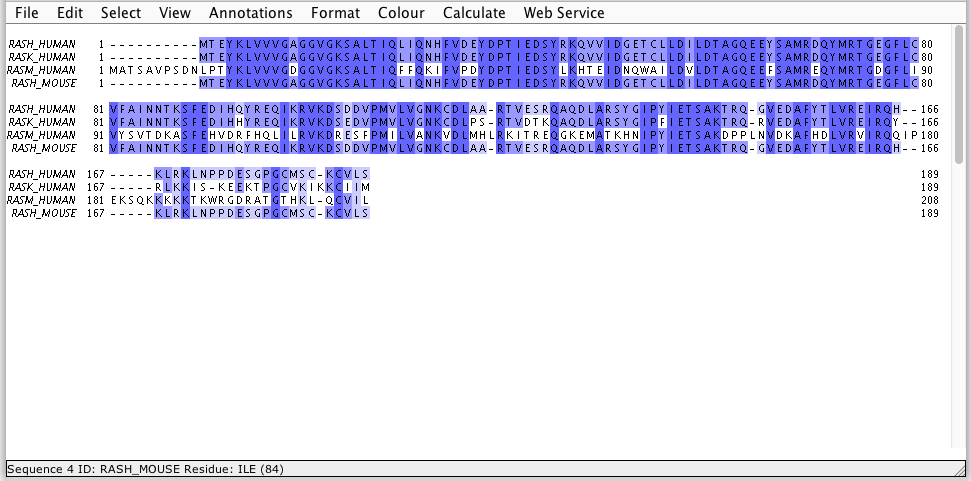 File Edit Select View Annotations Format Colour Calculate Web Service
RASH_HUMAN 1 ----------MTEYKLVVVGAGGVGKSALTIQLIQNHFVDEYDPTIEDSYRKQVVIDGETCLLDILDTAGQEEYSAMRDQYMRTGEGFLC 80
RASK_HUMAN 1 ----------MTEYKLVVVGAGGVGKSALTIQLIQNHFVDEYDPTIEDSYRKQVVIDGETCLLDILDTAGQEEYSAMRDQYMRTGEGFLC 80
RASM_HUMAN 1 MATSAVPSDNLPTYKLVVVGDGGVGKSALTIQFFQKIFVPDYDPTIEDSYLKHTEIDNQWAILDVLDTAGQEEFSAMREQYMRTGDGFLI 90
RASH_MOUSE 1 ----------MTEYKLVVVGAGGVGKSALTIQLIQNHFVDEYDPTIEDSYRKQVVIDGETCLLDILDTAGQEEYSAMRDQYMRTGEGFLC 80
RASH_HUMAN 81 VFAINNTKSFEDIHQYREQIKRVKDSDDVPMVLVGNKCDLAA-RTVESRQAQDLARSYGIPYIETSAKTRQ-GVEDAFYTLVREIRQH-- 166
RASK_HUMAN 81 VFAINNTKSFEDIHHYREQIKRVKDSEDVPMVLVGNKCDLPS-RTVDTKQAQDLARSYGIPFIETSAKTRQ-RVEDAFYTLVREIRQY-- 166
RASM_HUMAN 91 VYSVTDKASFEHVDRFHQLILRVKDRESFPMILVANKVDLMHLRKITREQGKEMATKHNIPYIETSAKDPPLNVDKAFHDLVRVIRQQIP 180
RASH_MOUSE 81 VFAINNTKSFEDIHQYREQIKRVKDSDDVPMVLVGNKCDLAA-RTVESRQAQDLARSYGIPYIETSAKTRQ-GVEDAFYTLVREIRQH-- 166
RASH_HUMAN 167 -----KLRKLNPPDESGPGCMSC-KCVLS 189
RASK_HUMAN 167 -----RLKKIS-KEEKTPGCVKIKKCIIM 189
RASM_HUMAN 181 EKSQKKKKKTKWRGDRATGTHKL-QCVIL 208
RASH_MOUSE 167 -----KLRKLNPPDESGPGCMSC-KCVLS 189
Sequence 4 ID: RASH_MOUSE Residue: ILE (84)